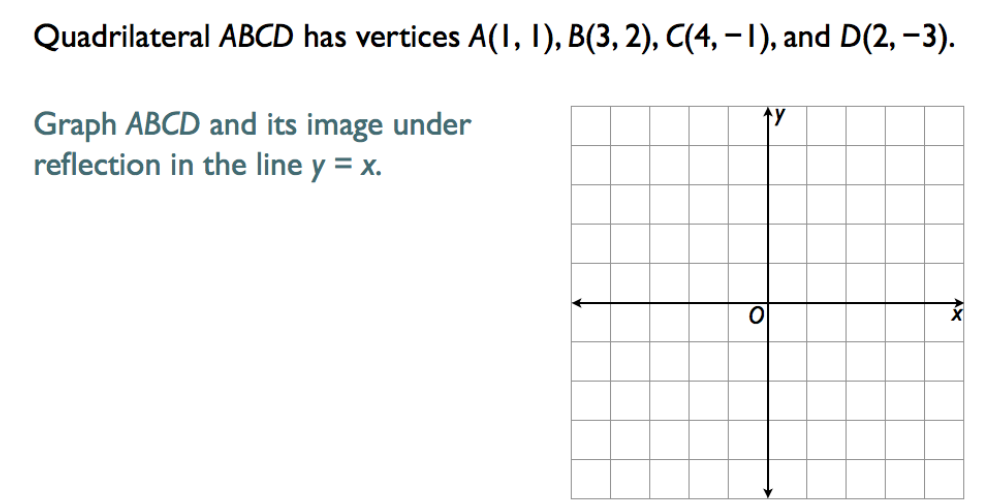 Quadrilateral ABCD has vertices A(1, 1), B(3, 2), C(4, −1), and D(2, −3).
Graph ABCD and its image under
reflection in the line y = x.
y
O
x